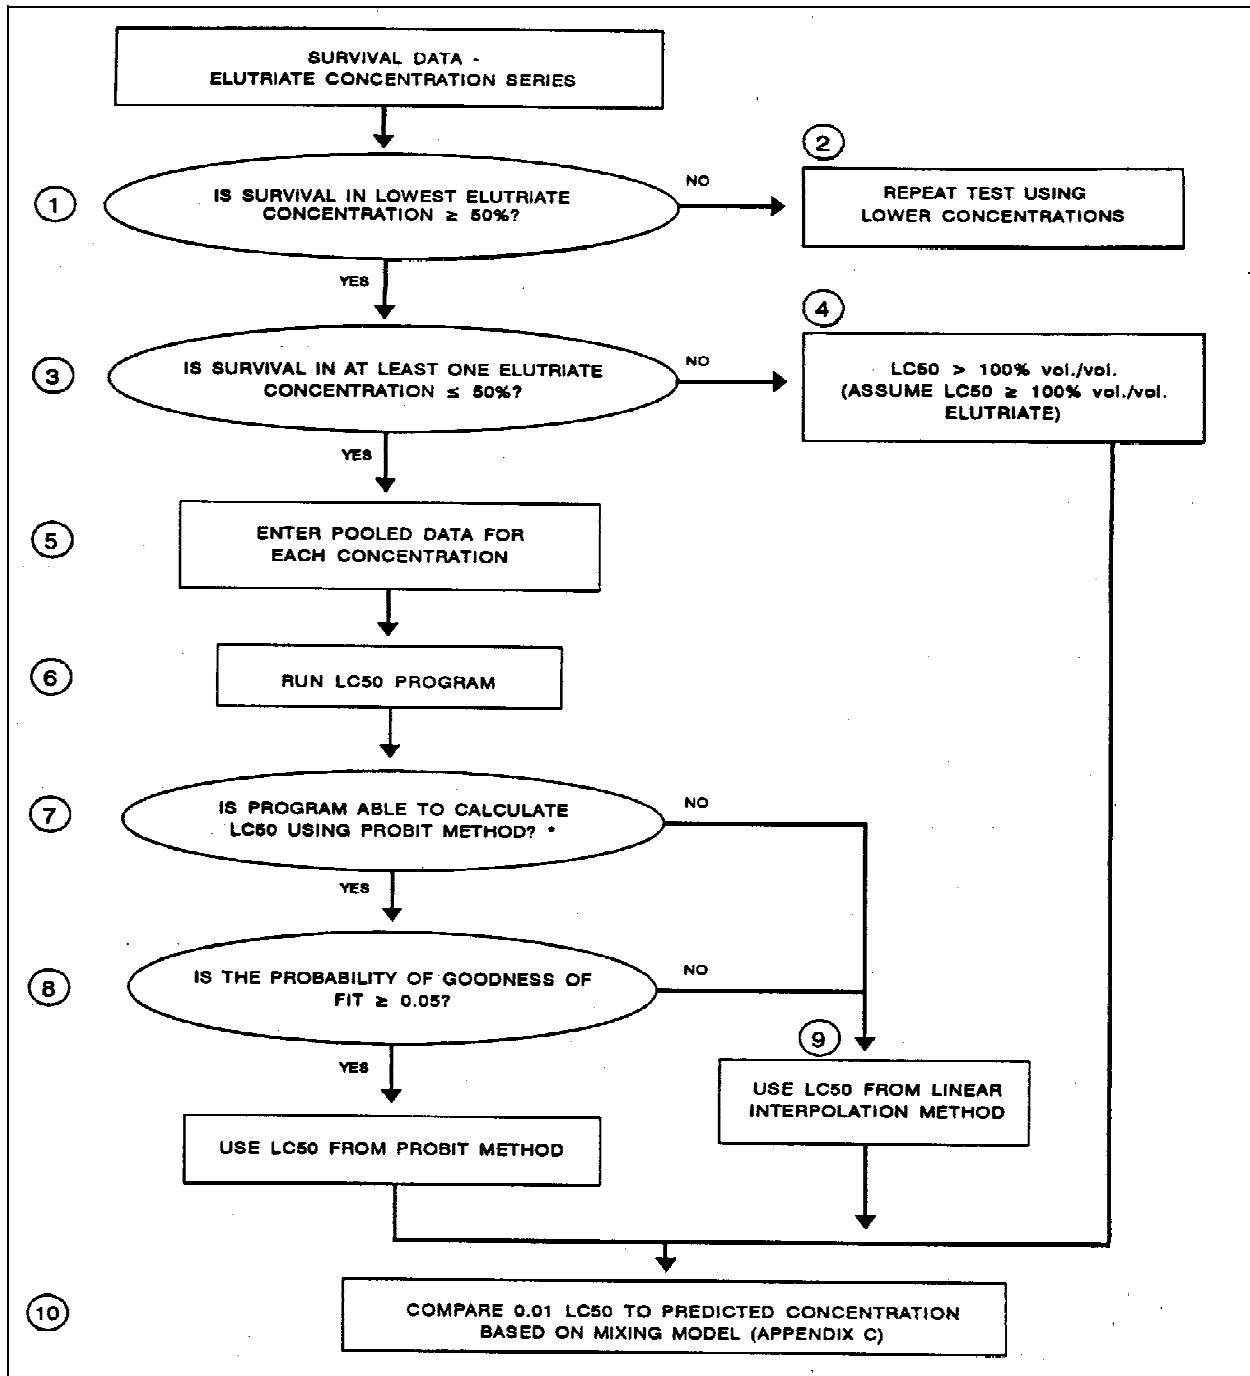 SURVIVAL DATA -
ELUTRIATE CONCENTRATION SERIES
1
IS SURVIVAL IN LOWEST ELUTRIATE
CONCENTRATION ≥ 50%?
NO
2
REPEAT TEST USING
LOWER CONCENTRATIONS
YES
3
IS SURVIVAL IN AT LEAST ONE ELUTRIATE
CONCENTRATION ≤ 50%?
NO
4
LC50 > 100% vol./vol.
(ASSUME LC50 ≥ 100% vol./vol.
ELUTRIATE)
YES
5
ENTER POOLED DATA FOR
EACH CONCENTRATION
6
RUN LC50 PROGRAM
7
IS PROGRAM ABLE TO CALCULATE
LC50 USING PROBIT METHOD? *
NO
YES
8
IS THE PROBABILITY OF GOODNESS OF
FIT ≥ 0.05?
NO
YES
9
USE LC50 FROM LINEAR
INTERPOLATION METHOD
USE LC50 FROM PROBIT METHOD
10
COMPARE 0.01 LC50 TO PREDICTED CONCENTRATION
BASED ON MIXING MODEL (APPENDIX C)